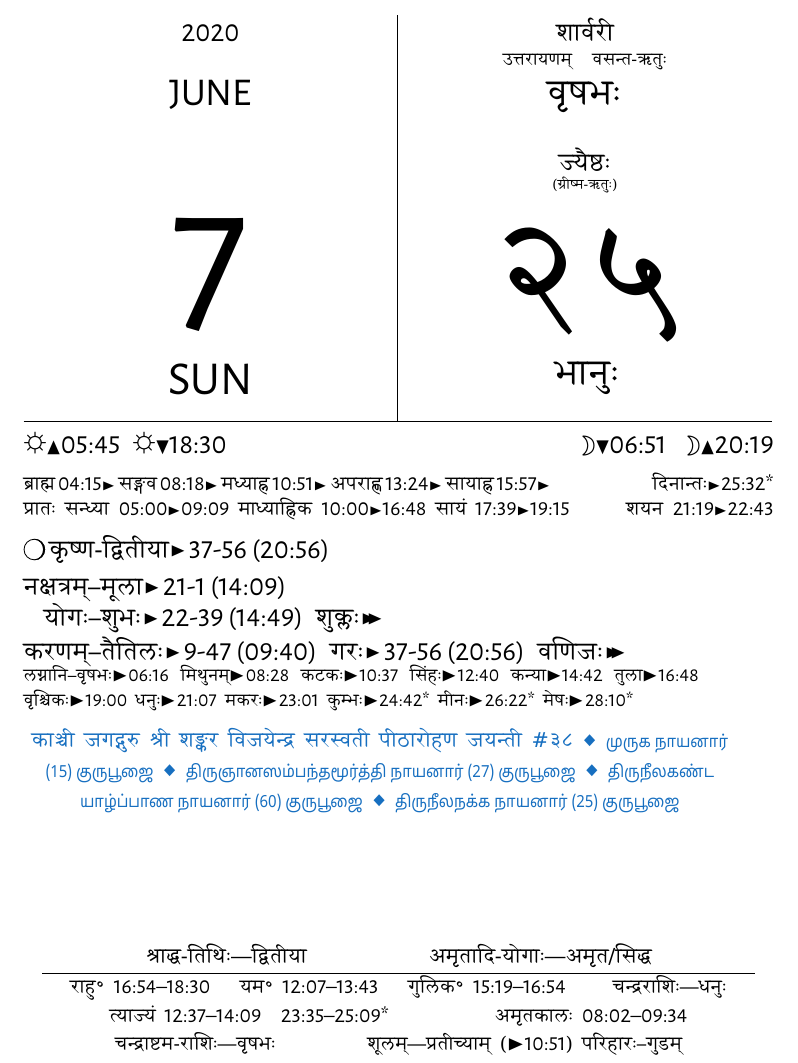 2020
JUNE
7
SUN
शार्वरी
उत्तरायणम् वसन्त-ऋतुः
वृषभः
ज्यैष्ठः
(ग्रीष्म-ऋतुः)
२५
भानुः
☼▲05:45 ☼▼18:30 ☽▼06:51 ☽▲20:19
ब्राह्म 04:15► सङ्गव 08:18► मध्याह्न 10:51► अपराह्ण 13:24► सायाह्न 15:57► दिनान्तः►25:32*
प्रातः सन्ध्या 05:00►09:09 माध्याह्निक 10:00►16:48 सायं 17:39►19:15 शयन 21:19►22:43
❍ कृष्ण-द्वितीया►37-56 (20:56)
नक्षत्रम्–मूला►21-1 (14:09)
योगः–शुभः►22-39 (14:49) शुक्लः►►
करणम्–तैतिलः►9-47 (09:40) गरः►37-56 (20:56) वणिजः►►
लग्नानि–वृषभः►06:16 मिथुनम्►08:28 कटकः►10:37 सिंहः►12:40 कन्या►14:42 तुला►16:48
वृश्चिकः►19:00 धनुः►21:07 मकरः►23:01 कुम्भः►24:42* मीनः►26:22* मेषः►28:10*
काञ्ची जगद्गुरु श्री शङ्कर विजयेन्द्र सरस्वती पीठारोहण जयन्ती #३८ ◆ முருக நாயனார்
(15) குருபூஜை ◆ திருஞானஸம்பந்தமூர்த்தி நாயனார் (27) குருபூஜை ◆ திருநீலகண்ட
யாழ்ப்பாண நாயனார் (60) குருபூஜை ◆ திருநீலநக்க நாயனார் (25) குருபூஜை
श्राद्ध-तिथिः—द्वितीया अमृतादि-योगाः—अमृत/सिद्ध
राहु° 16:54–18:30 यम° 12:07–13:43 गुलिक° 15:19–16:54 चन्द्रराशिः—धनुः
त्याज्यं 12:37–14:09 23:35–25:09* अमृतकालः 08:02–09:34
चन्द्राष्टम-राशिः—वृषभः शूलम्—प्रतीच्याम् (►10:51) परिहारः–गुडम्